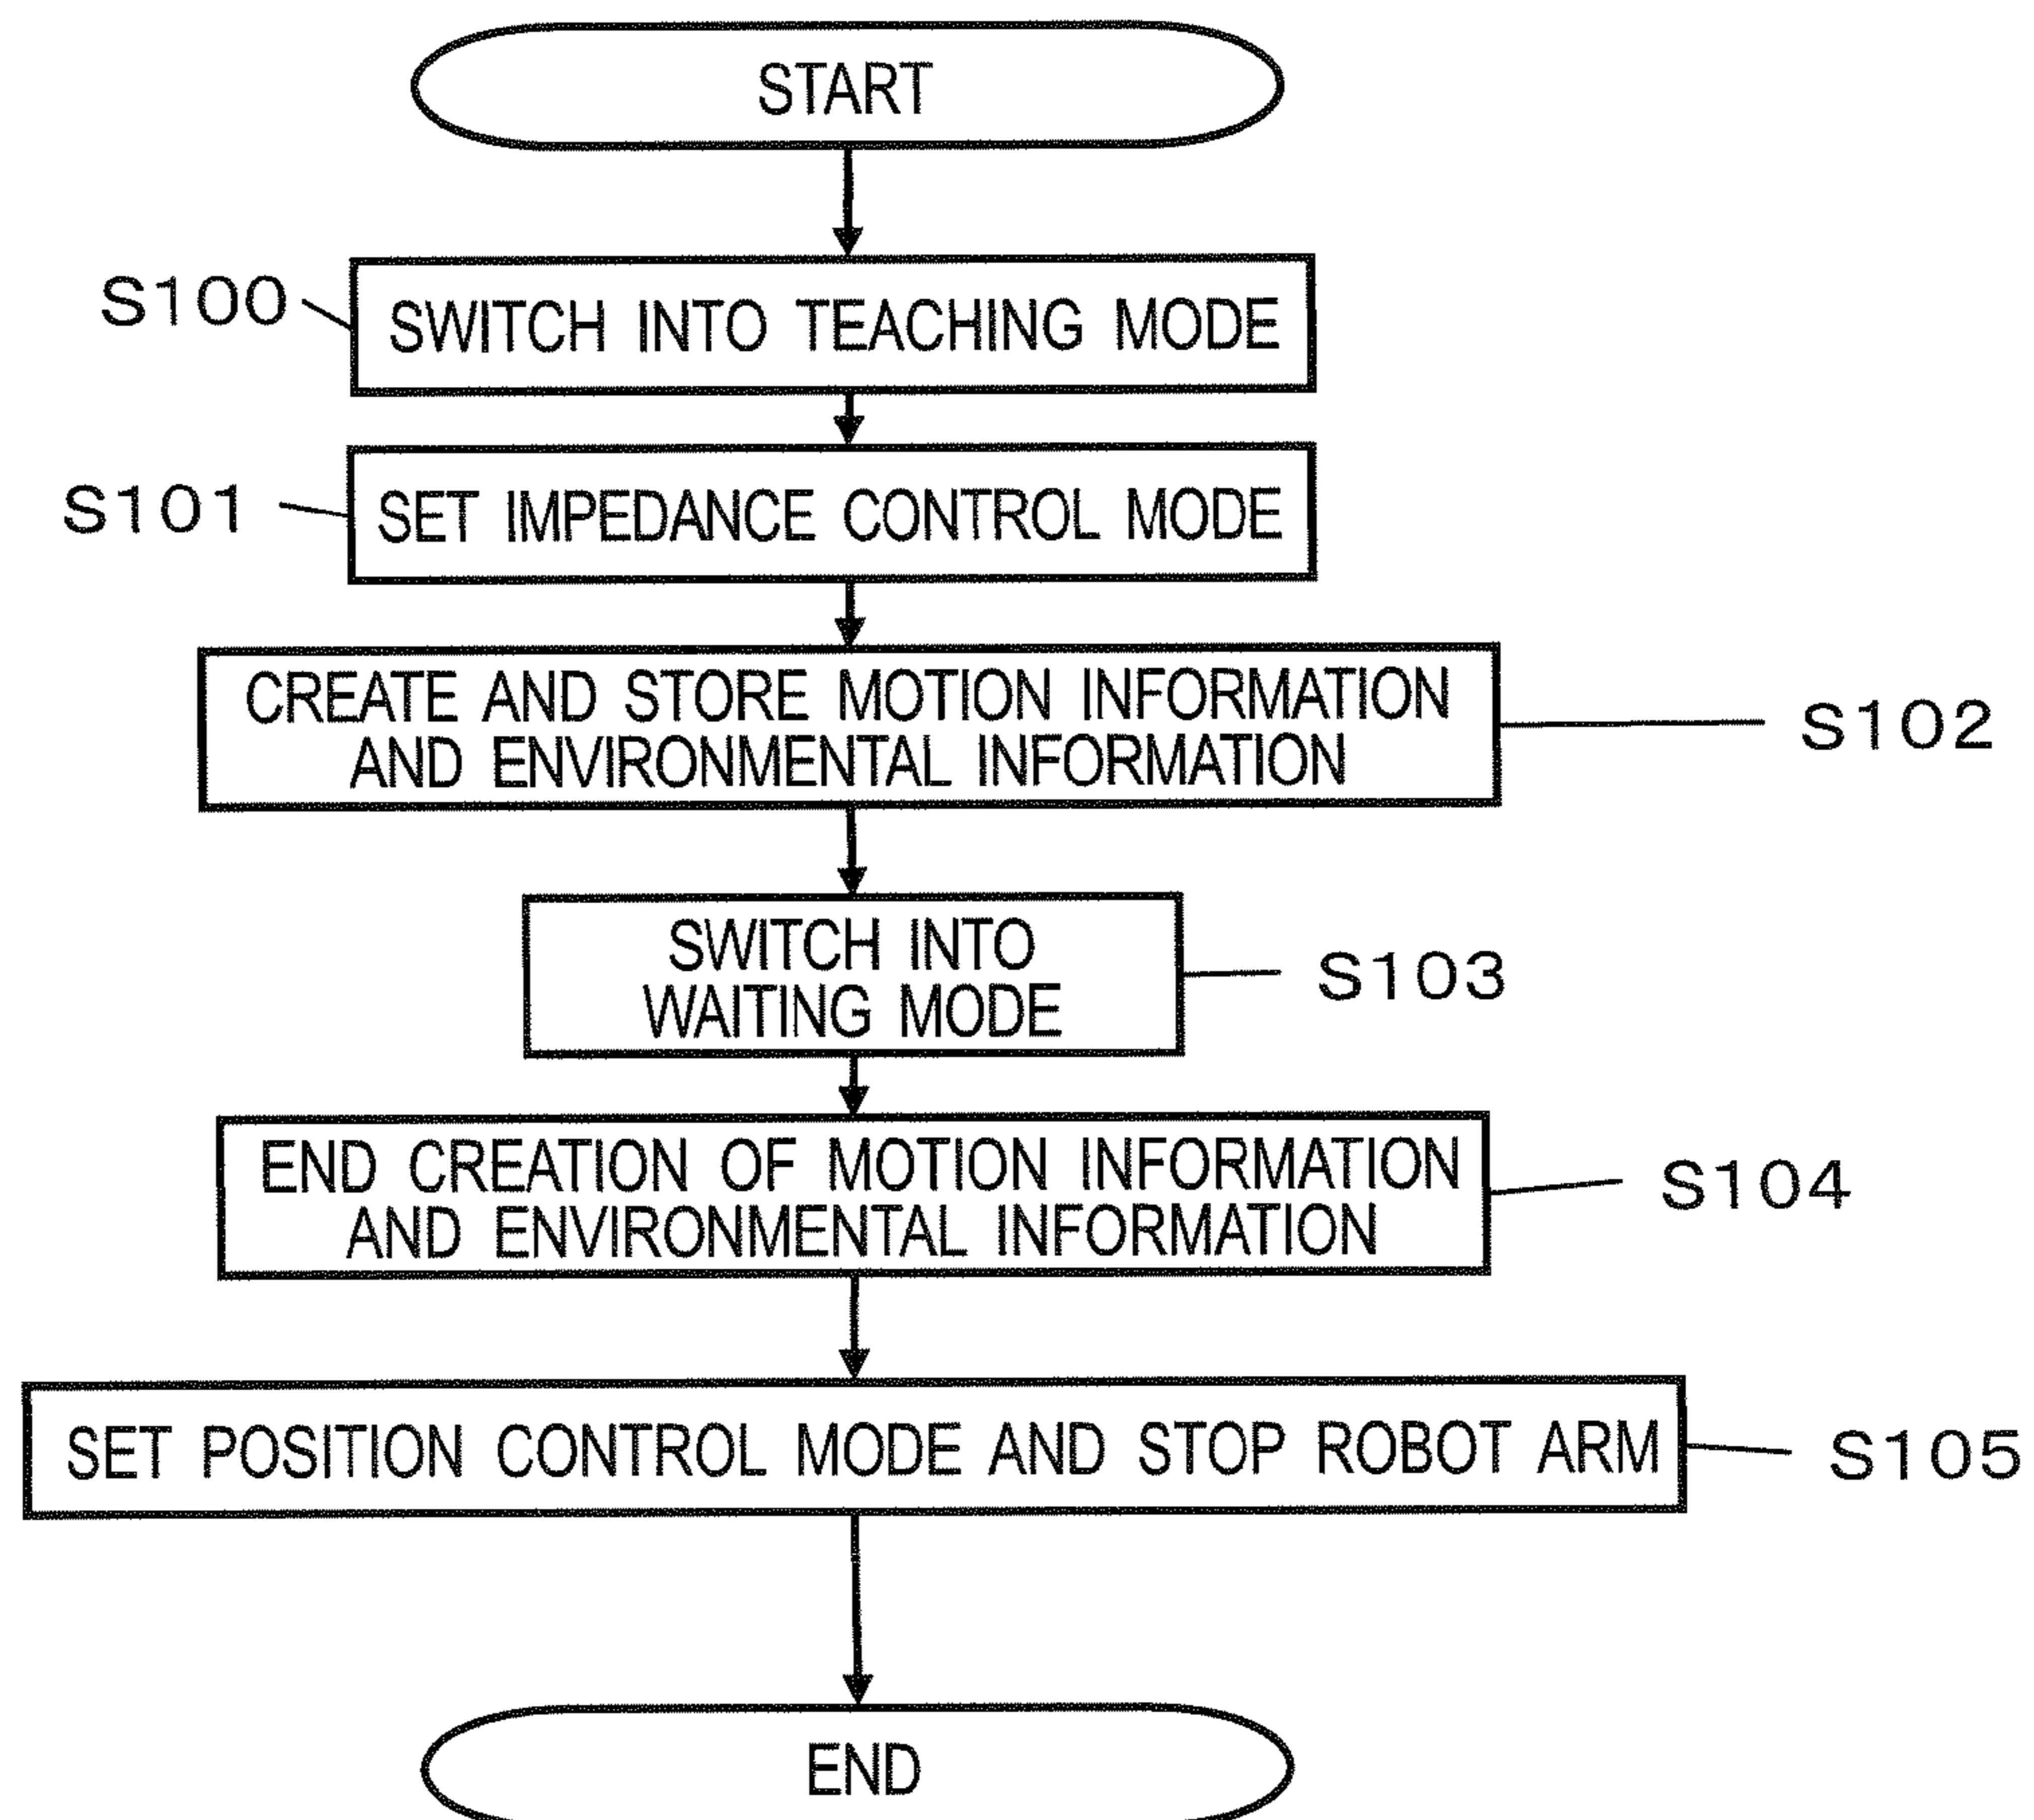 START
S100
SWITCH INTO TEACHING MODE
S101
SET IMPEDANCE CONTROL MODE
CREATE AND STORE MOTION INFORMATION
AND ENVIRONMENTAL INFORMATION
S102
SWITCH INTO
WAITING MODE
S103
END CREATION OF MOTION INFORMATION
AND ENVIRONMENTAL INFORMATION
S104
SET POSITION CONTROL MODE AND STOP ROBOT ARM
S105
END